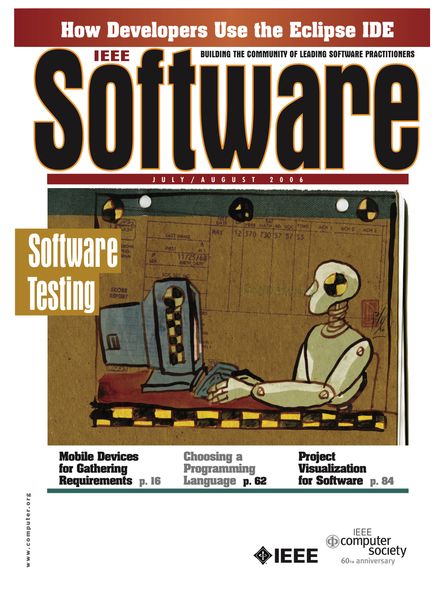 How Developers Use the Eclipse IDE
IEEE
BUILDING THE COMMUNITY OF LEADING SOFTWARE PRACTITIONERS
Software
JULY/AUGUST 2006
Software
Testing
Mobile Devices
for Gathering
Requirements p. 16
Choosing a
Programming
Language p. 62
Project
Visualization
for Software p. 84
www.computer.org
IEEE
IEEE
computer
society
60TH anniversary